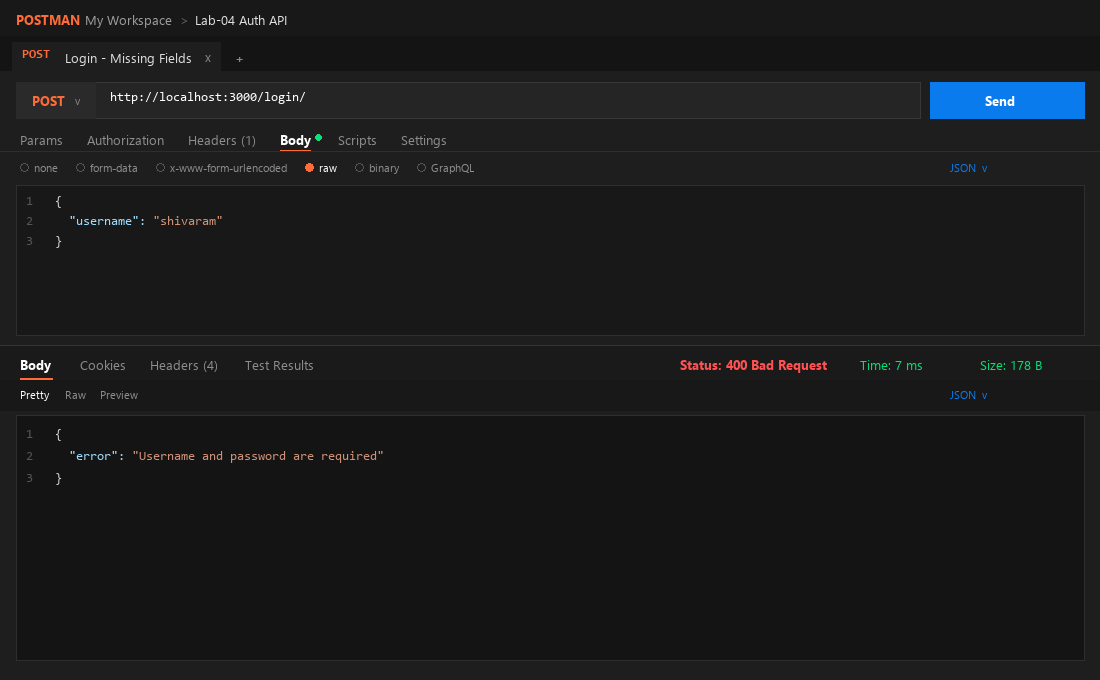 POSTMAN My Workspace > Lab-04 Auth API
POST Login - Missing Fields x +
POST v http://localhost:3000/login/ Send
Params Authorization Headers (1) Body Scripts Settings
none form-data x-www-form-urlencoded raw binary GraphQL JSON v
1 {
2 "username": "shivaram"
3 }
Body Cookies Headers (4) Test Results Status: 400 Bad Request Time: 7 ms Size: 178 B
Pretty Raw Preview JSON v
1 {
2 "error": "Username and password are required"
3 }